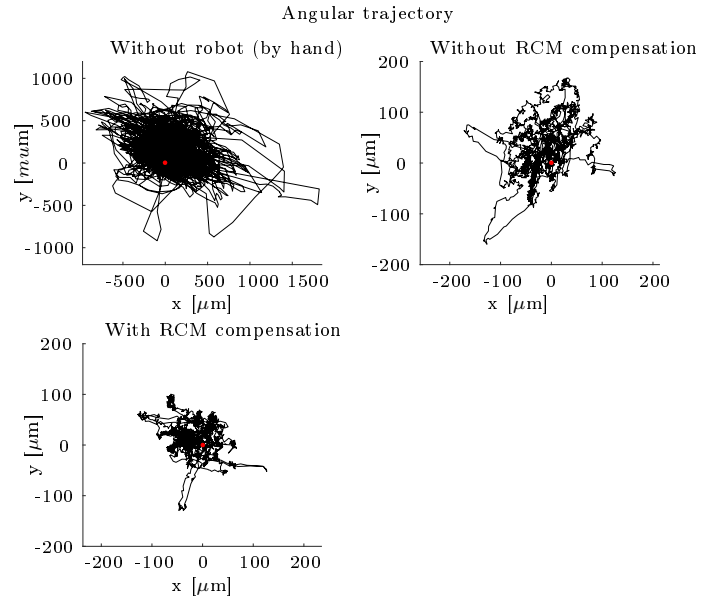 Angular trajectory
Without robot (by hand)
1000
500
0
-500
-1000
y [mum]
-500 0 500 1000 1500
x [μm]
Without RCM compensation
200
100
0
-100
-200
y [μm]
-200 -100 0 100 200
x [μm]
With RCM compensation
200
100
0
-100
-200
y [μm]
-200 -100 0 100 200
x [μm]